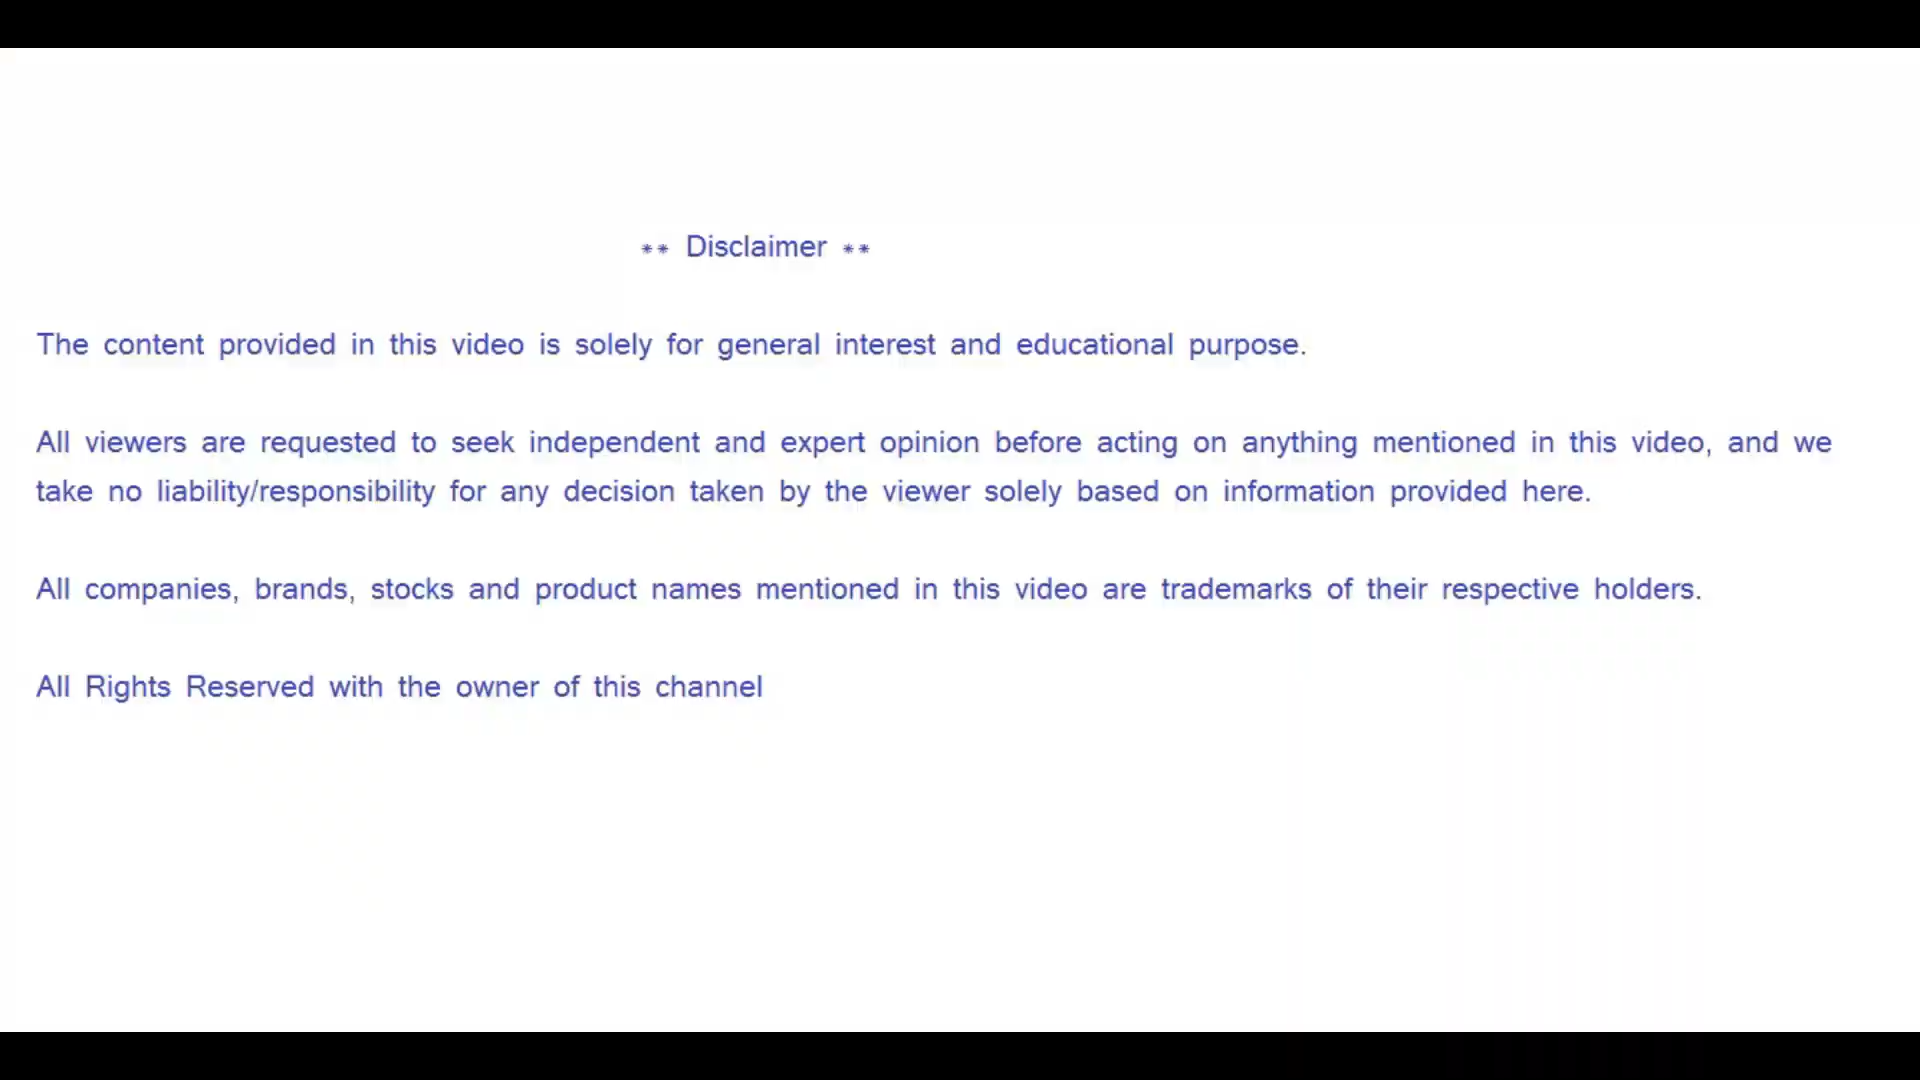 ** Disclaimer **
The content provided in this video is solely for general interest and educational purpose.
All viewers are requested to seek independent and expert opinion before acting on anything mentioned in this video, and we
take no liability/responsibility for any decision taken by the viewer solely based on information provided here.
All companies, brands, stocks and product names mentioned in this video are trademarks of their respective holders.
All Rights Reserved with the owner of this channel